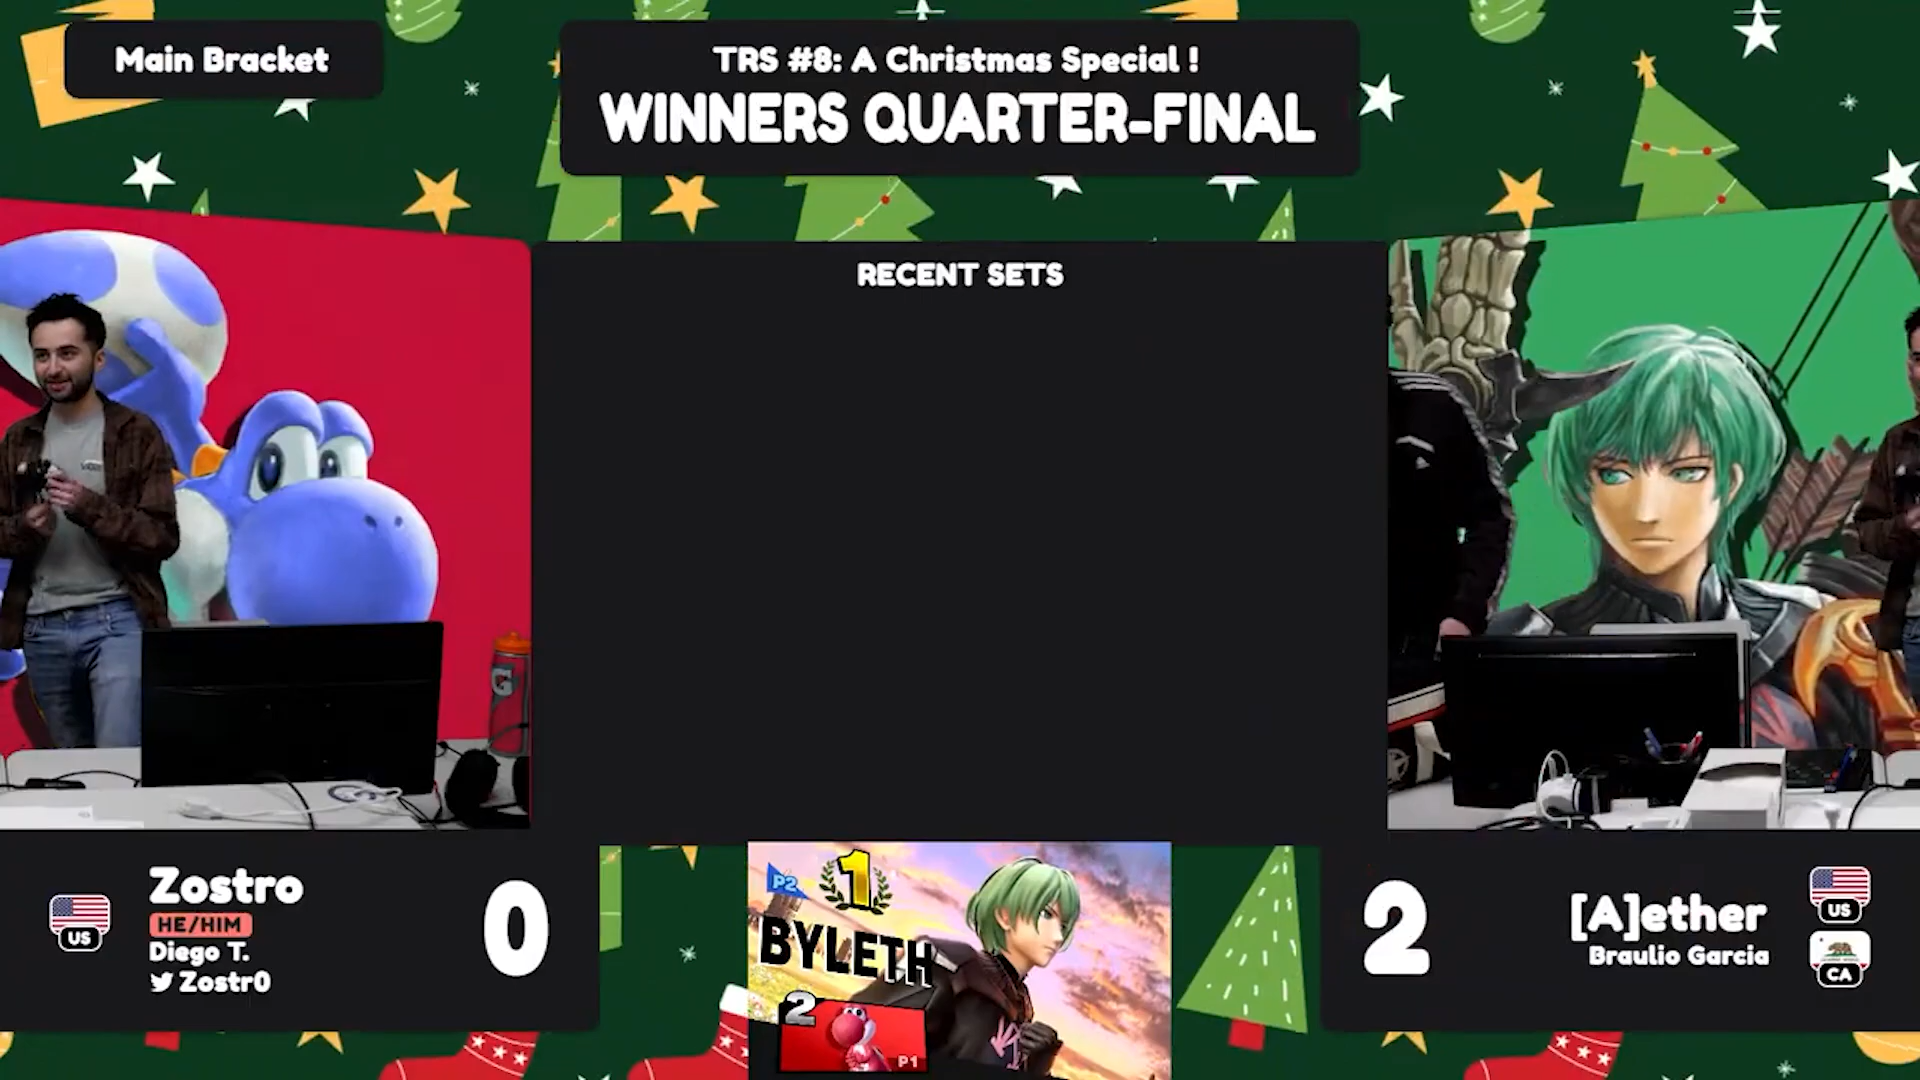 Main Bracket
TRS #8: A Christmas Special !
WINNERS QUARTER-FINAL
RECENT SETS
G
Zostro
HE/HIM
Diego T.
Zostr0
US
0
P2
1
BYLETH
2
P1
2
[A]ether
Braulio Garcia
US
CA